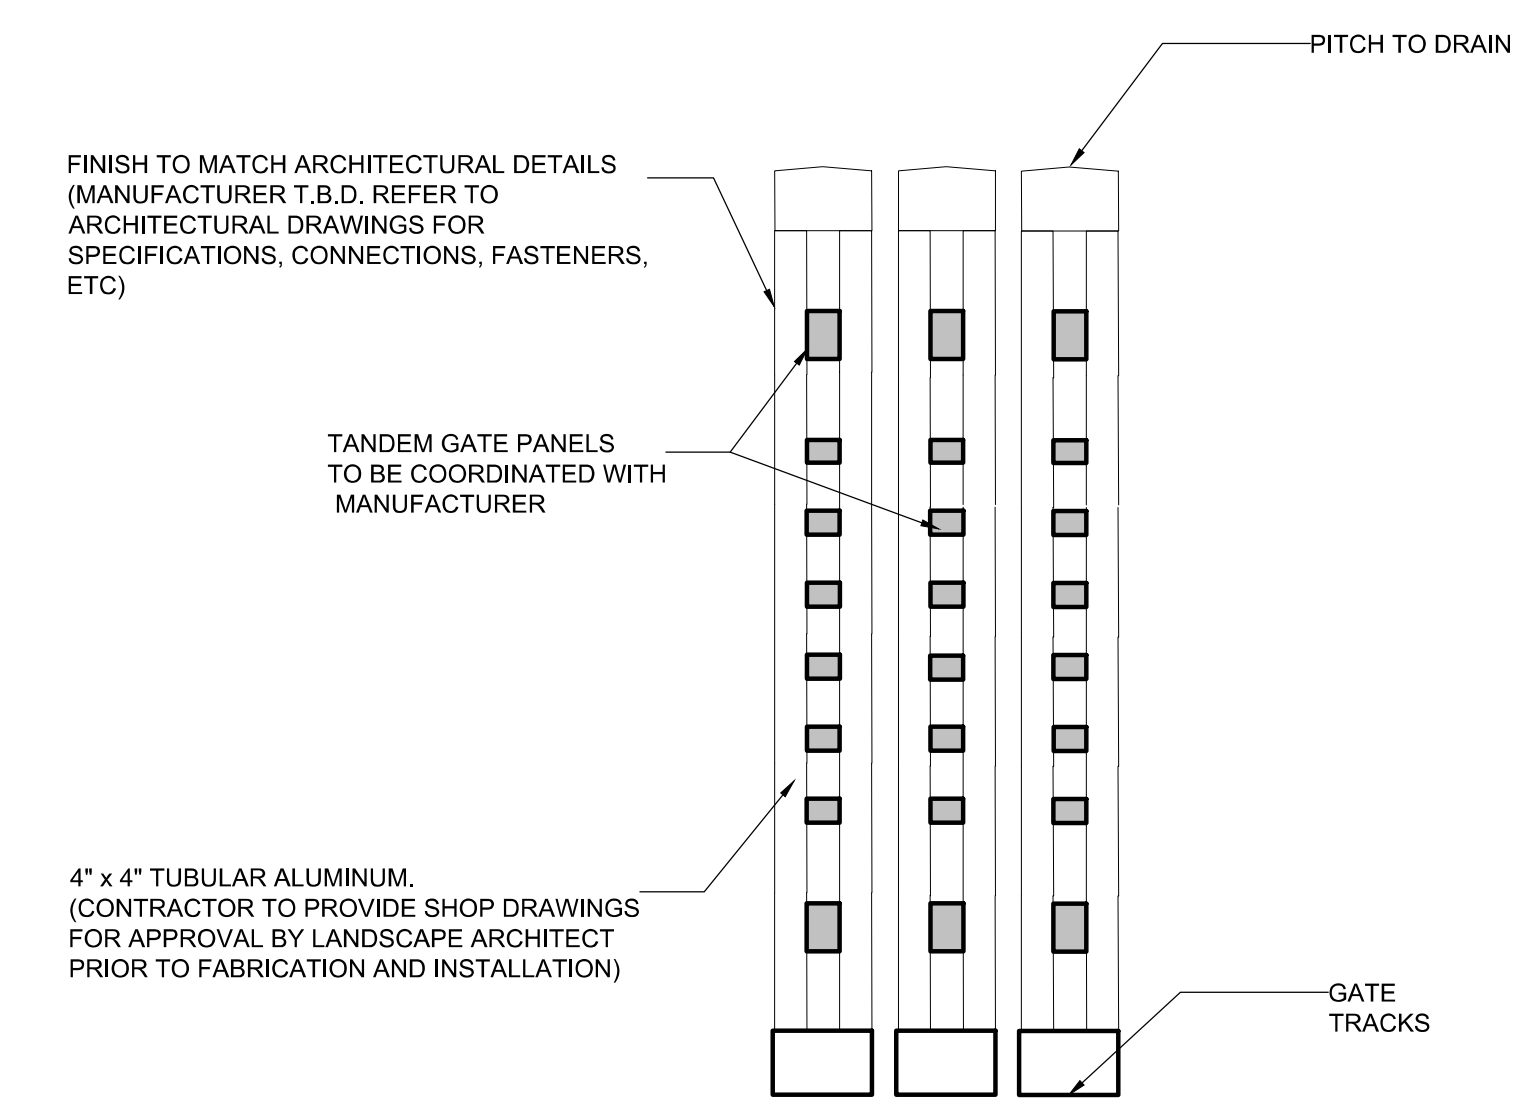 PITCH TO DRAIN
FINISH TO MATCH ARCHITECTURAL DETAILS
(MANUFACTURER T.B.D. REFER TO
ARCHITECTURAL DRAWINGS FOR
SPECIFICATIONS, CONNECTIONS, FASTENERS,
ETC)
TANDEM GATE PANELS
TO BE COORDINATED WITH
MANUFACTURER
4" x 4" TUBULAR ALUMINUM.
(CONTRACTOR TO PROVIDE SHOP DRAWINGS
FOR APPROVAL BY LANDSCAPE ARCHITECT
PRIOR TO FABRICATION AND INSTALLATION)
GATE
TRACKS